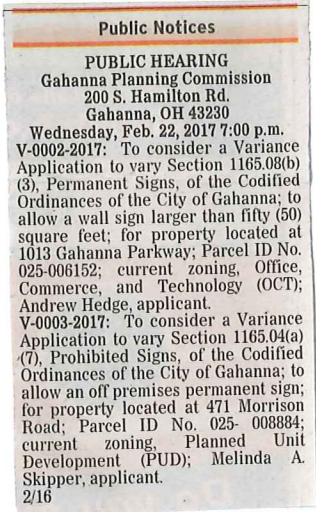 Public Notices
PUBLIC HEARING
Gahanna Planning Commission
200 S. Hamilton Rd.
Gahanna, OH 43230
Wednesday, Feb. 22, 2017 7:00 p.m.
V-0002-2017: To consider a Variance
Application to vary Section 1165.08(b)
(3), Permanent Signs, of the Codified
Ordinances of the City of Gahanna; to
allow a wall sign larger than fifty (50)
square feet; for property located at
1013 Gahanna Parkway; Parcel ID No.
025-006152; current zoning, Office,
Commerce, and Technology (OCT);
Andrew Hedge, applicant.
V-0003-2017: To consider a Variance
Application to vary Section 1165.04(a)
(7), Prohibited Signs, of the Codified
Ordinances of the City of Gahanna; to
allow an off premises permanent sign;
for property located at 471 Morrison
Road; Parcel ID No. 025- 008884;
current zoning, Planned Unit
Development (PUD); Melinda A.
Skipper, applicant.
2/16